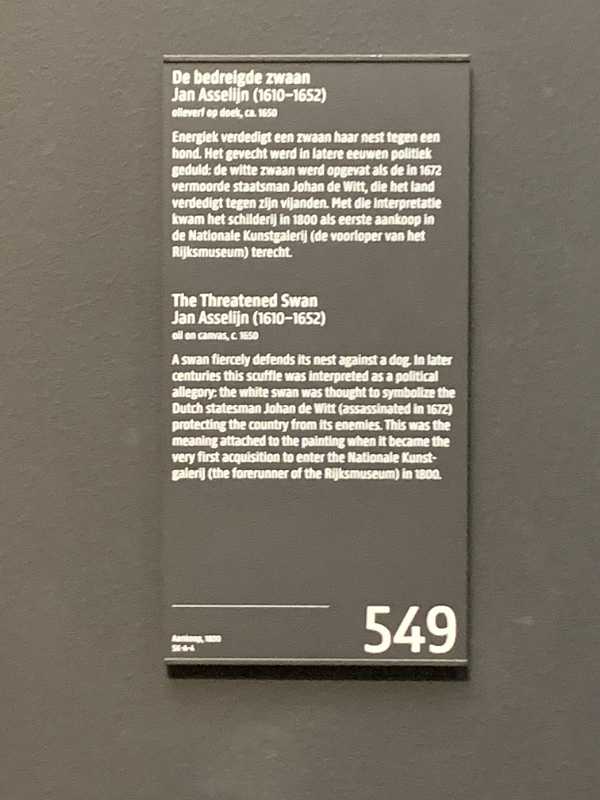 De bedreigde zwaan
Jan Asselijn (1610–1652)
olieverf op doek, ca. 1650
Energiek verdedigt een zwaan haar nest tegen een
hond. Het gevecht werd in latere eeuwen politiek
geduid: de witte zwaan werd opgevat als de in 1672
vermoorde staatsman Johan de Witt, die het land
verdedigt tegen zijn vijanden. Met die interpretatie
kwam het schilderij in 1800 als eerste aankoop in
de Nationale Kunstgalerij (de voorloper van het
Rijksmuseum) terecht.
The Threatened Swan
Jan Asselijn (1610–1652)
oil on canvas, c. 1650
A swan fiercely defends its nest against a dog. In later
centuries this scuffle was interpreted as a political
allegory: the white swan was thought to symbolize the
Dutch statesman Johan de Witt (assassinated in 1672)
protecting the country from its enemies. This was the
meaning attached to the painting when it became the
very first acquisition to enter the Nationale Kunst-
galerij (the forerunner of the Rijksmuseum) in 1800.
Aankoop, 1800
SK-A-4
549